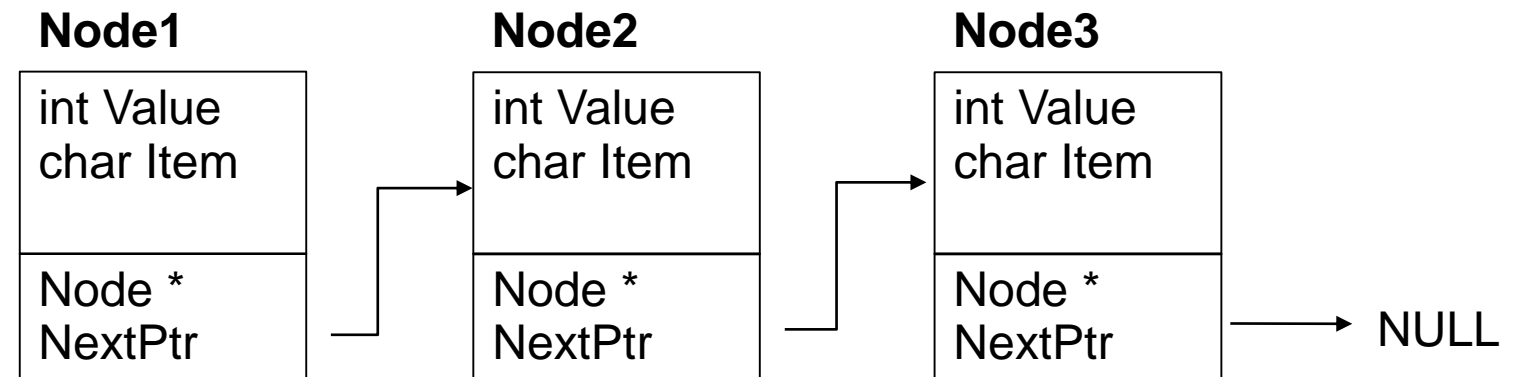 Node1
int Value
char Item
Node *
NextPtr
Node2
int Value
char Item
Node *
NextPtr
Node3
int Value
char Item
Node *
NextPtr
NULL